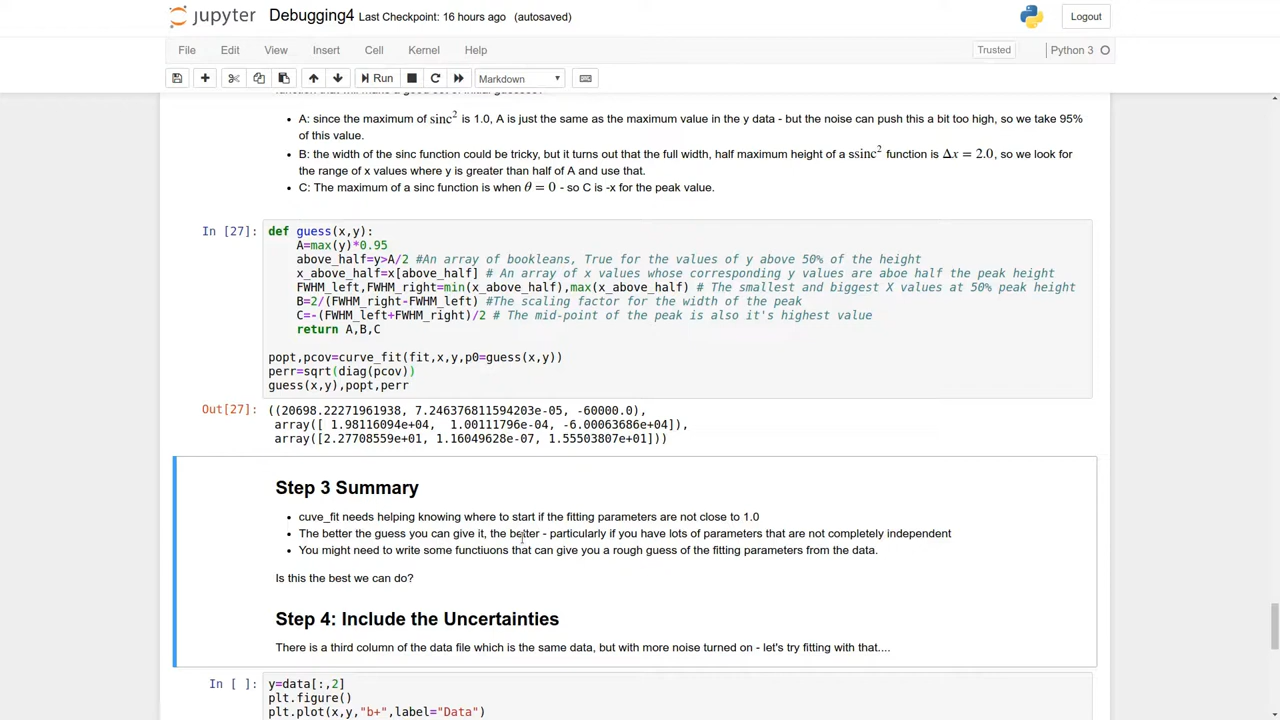 jupyter Debugging4 Last Checkpoint: 16 hours ago (autosaved)
Logout
File Edit View Insert Cell Kernel Help
Trusted Python 3
Run Markdown
A: since the maximum of sinc² is 1.0, A is just the same as the maximum value in the y data - but the noise can push this a bit too high, so we take 95%
of this value.
B: the width of the sinc function could be tricky, but it turns out that the full width, half maximum height of a ssinc² function is Δx = 2.0, so we look for
the range of x values where y is greater than half of A and use that.
C: The maximum of a sinc function is when θ = 0 - so C is -x for the peak value.
In [27]: def guess(x,y):
A=max(y)*0.95
above_half=y>A/2 #An array of bookleans, True for the values of y above 50% of the height
x_above_half=x[above_half] # An array of x values whose corresponding y values are aboe half the peak height
FWHM_left,FWHM_right=min(x_above_half),max(x_above_half) # The smallest and biggest X values at 50% peak height
B=2/(FWHM_right-FWHM_left) #The scaling factor for the width of the peak
C=-(FWHM_left+FWHM_right)/2 # The mid-point of the peak is also it's highest value
return A,B,C
popt,pcov=curve_fit(fit,x,y,p0=guess(x,y))
perr=sqrt(diag(pcov))
guess(x,y),popt,perr
Out[27]: ((20698.22271961938, 7.246376811594203e-05, -60000.0),
array([ 1.98116094e+04, 1.00111796e-04, -6.00063686e+04]),
array([2.27708559e+01, 1.16049628e-07, 1.55503807e+01]))
Step 3 Summary
cuve_fit needs helping knowing where to start if the fitting parameters are not close to 1.0
The better the guess you can give it, the better - particularly if you have lots of parameters that are not completely independent
You might need to write some functiuons that can give you a rough guess of the fitting parameters from the data.
Is this the best we can do?
Step 4: Include the Uncertainties
There is a third column of the data file which is the same data, but with more noise turned on - let's try fitting with that....
In [ ]: y=data[:,2]
plt.figure()
plt.plot(x,y,"b+",label="Data")